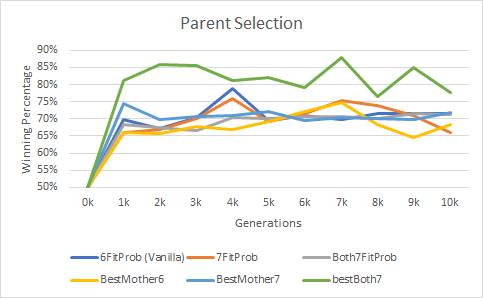 Parent Selection
90%
85%
80%
75%
70%
65%
60%
55%
50%
Winning Percentage
0k 1k 2k 3k 4k 5k 6k 7k 8k 9k 10k
Generations
6FitProb (Vanilla) 7FitProb Both7FitProb
BestMother6 BestMother7 bestBoth7